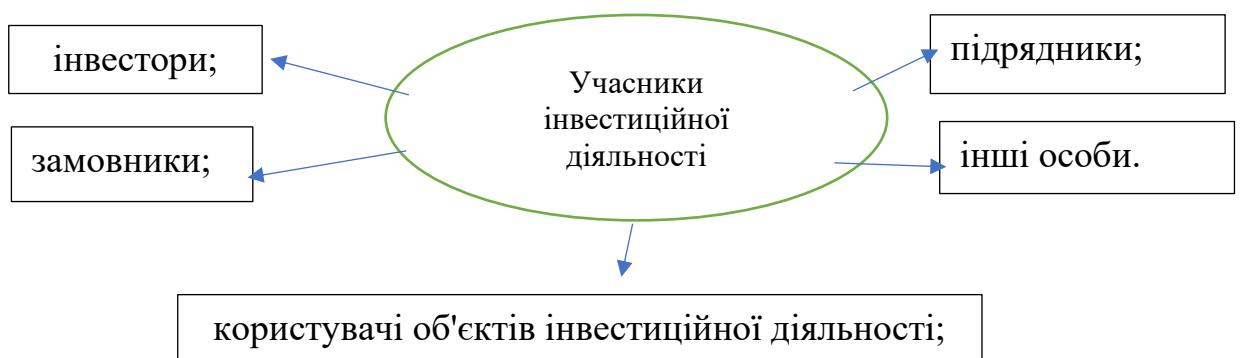 інвестори;
замовники;
Учасники
інвестиційної
діяльності
підрядники;
інші особи.
користувачі об'єктів інвестиційної діяльності;